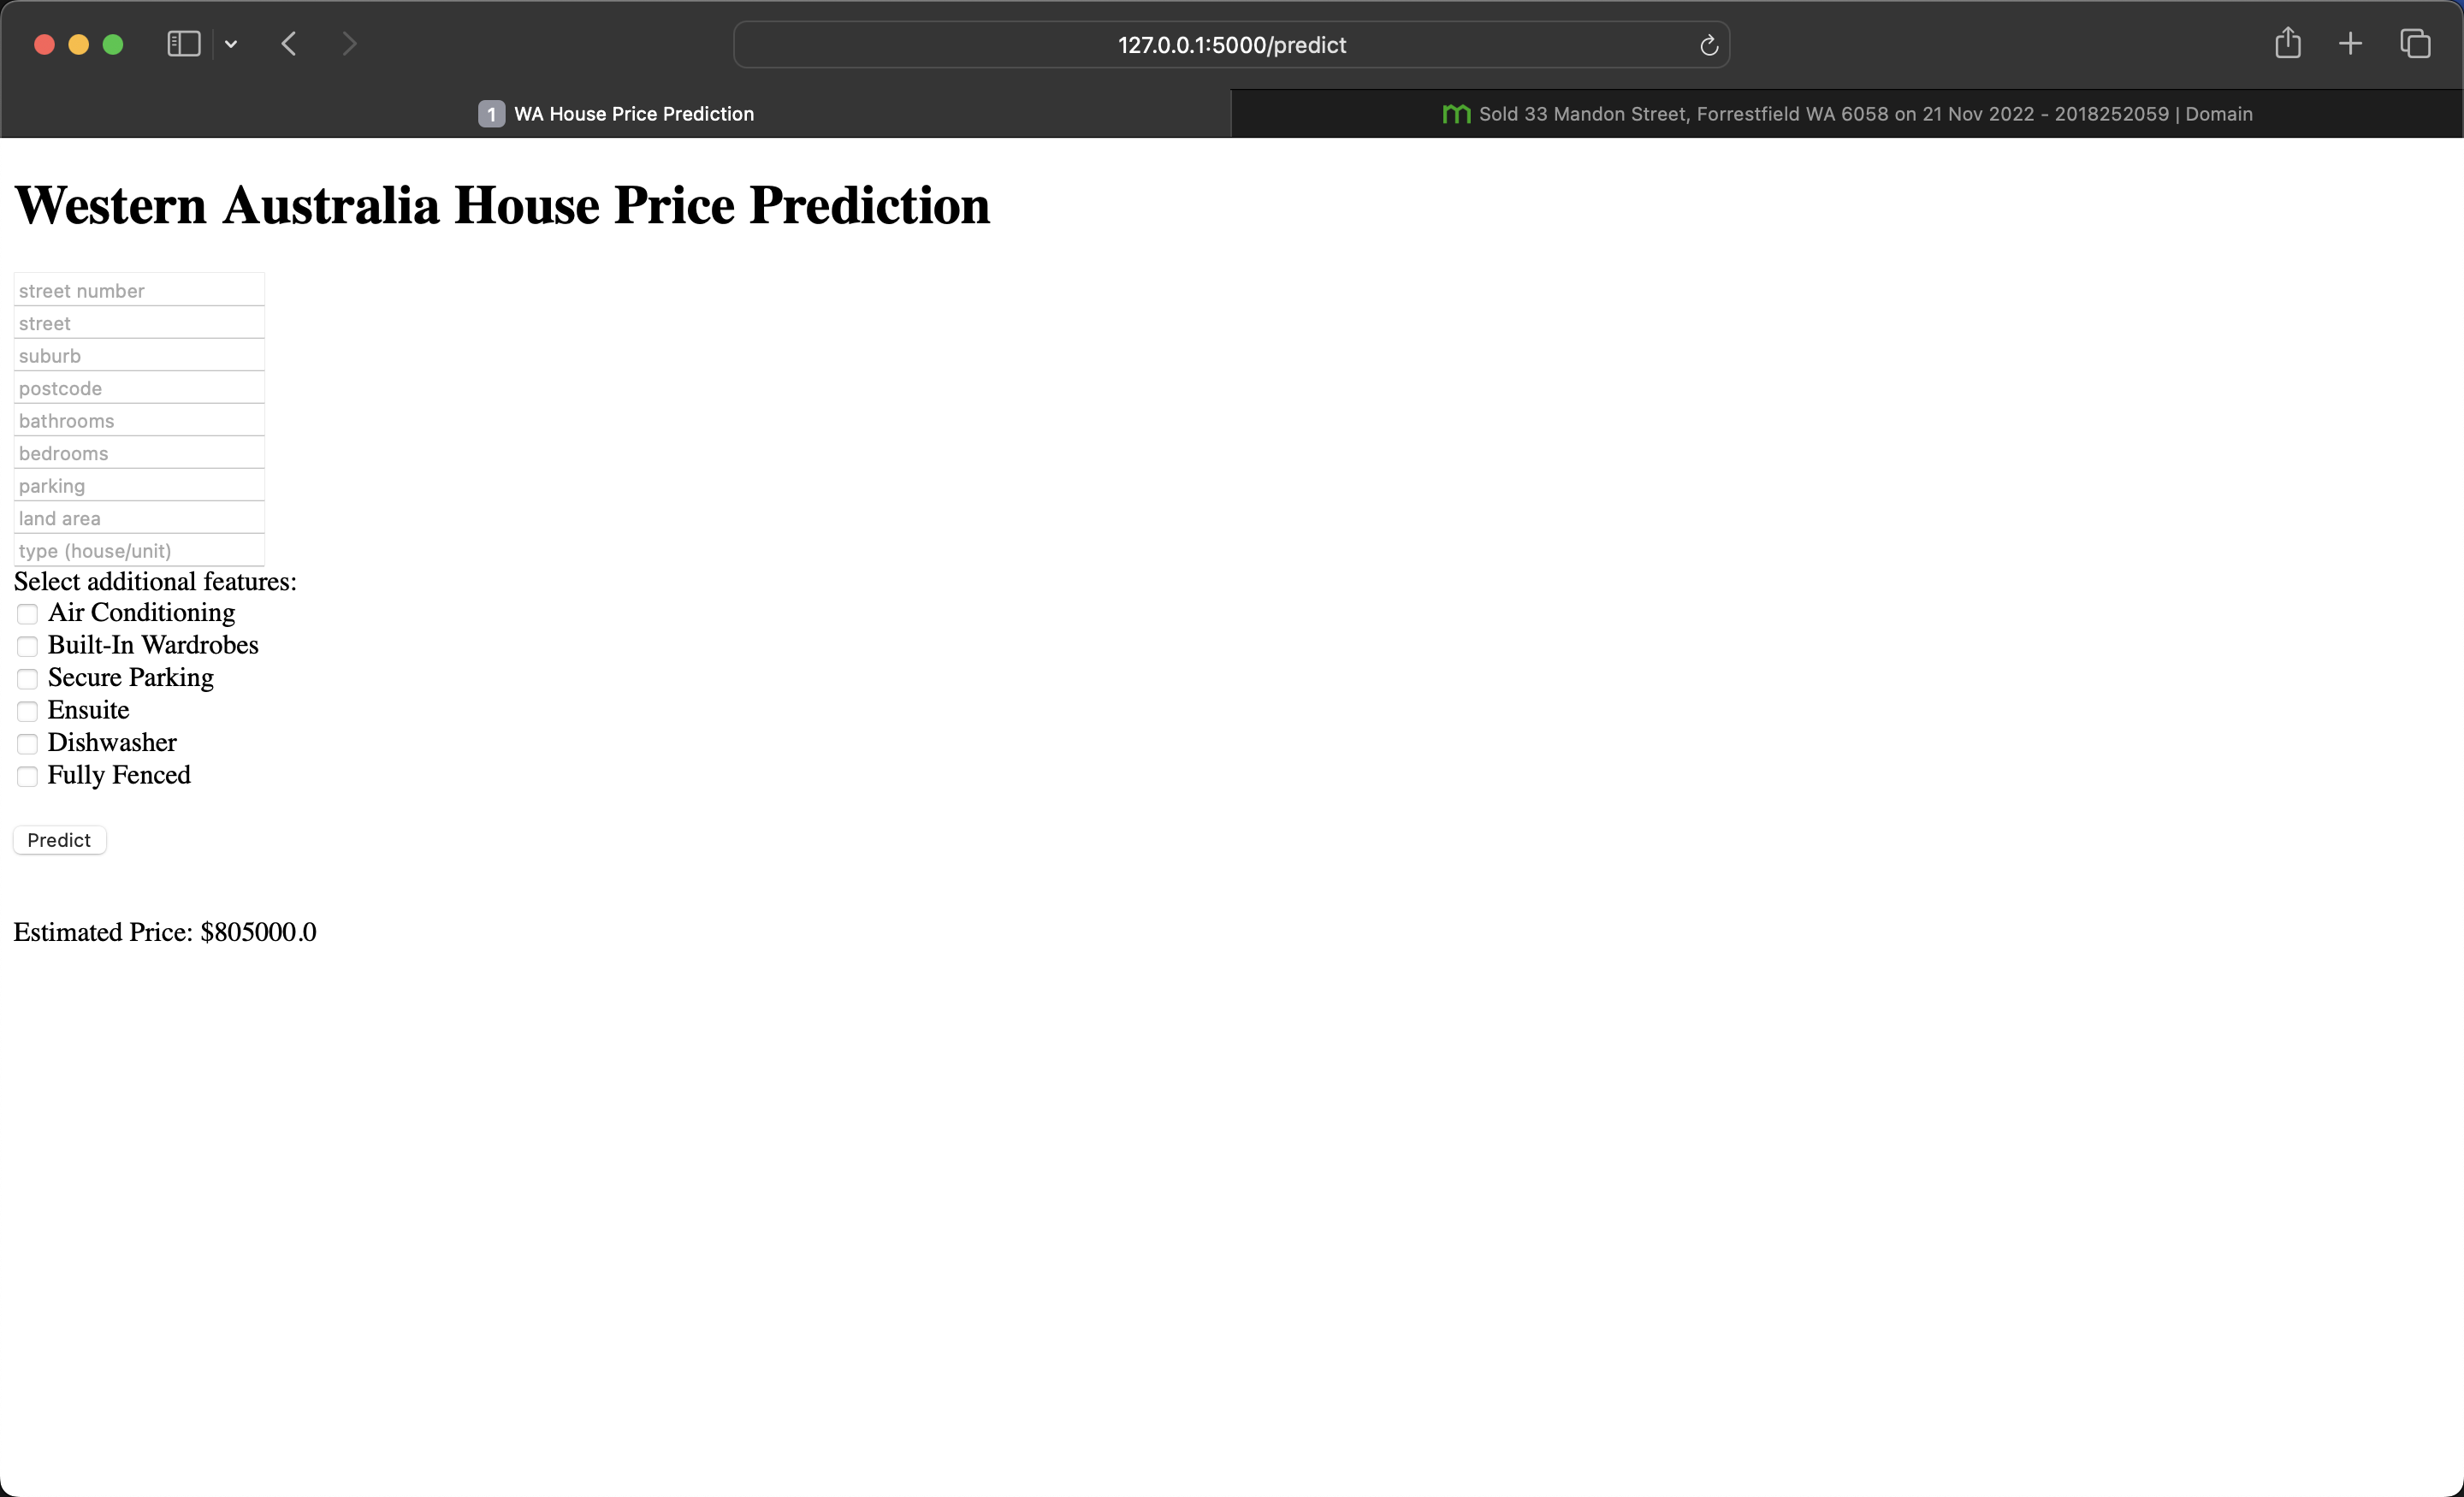 127.0.0.1:5000/predict
1 WA House Price Prediction
Sold 33 Mandon Street, Forrestfield WA 6058 on 21 Nov 2022 - 2018252059 | Domain
Western Australia House Price Prediction
street number
street
suburb
postcode
bathrooms
bedrooms
parking
land area
type (house/unit)
Select additional features:
Air Conditioning
Built-In Wardrobes
Secure Parking
Ensuite
Dishwasher
Fully Fenced
Predict
Estimated Price: $805000.0